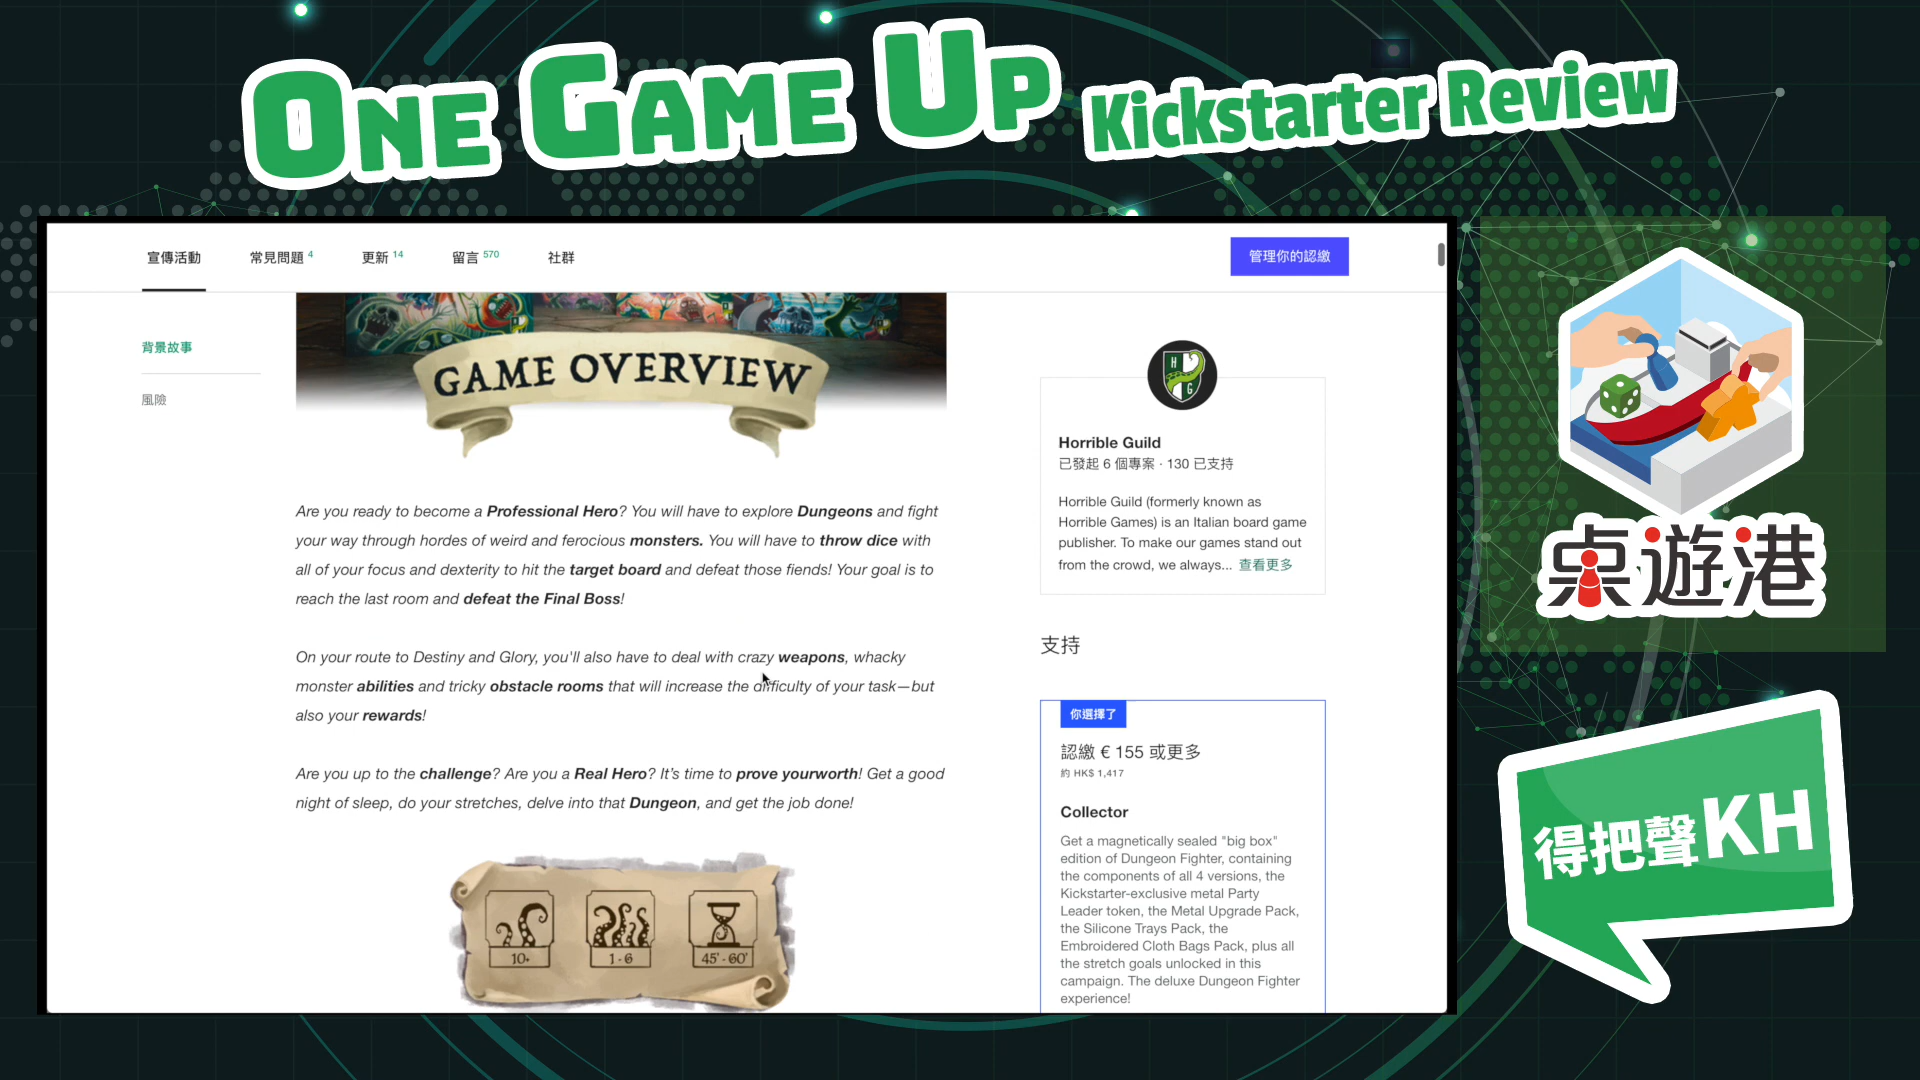 ONE GAME UP Kickstarter Review
宣傳活動
常見問題 4
更新 14
留言 570
社群
管理你的認繳
背景故事
風險
GAME OVERVIEW
Are you ready to become a Professional Hero? You will have to explore Dungeons and fight
your way through hordes of weird and ferocious monsters. You will have to throw dice with
all of your focus and dexterity to hit the target board and defeat those fiends! Your goal is to
reach the last room and defeat the Final Boss!
On your route to Destiny and Glory, you'll also have to deal with crazy weapons, whacky
monster abilities and tricky obstacle rooms that will increase the difficulty of your task—but
also your rewards!
Are you up to the challenge? Are you a Real Hero? It's time to prove yourworth! Get a good
night of sleep, do your stretches, delve into that Dungeon, and get the job done!
10+
1-6
45'-60'
H
G
Horrible Guild
已發起 6 個專案 · 130 已支持
Horrible Guild (formerly known as
Horrible Games) is an Italian board game
publisher. To make our games stand out
from the crowd, we always... 查看更多
支持
你選擇了
認繳 € 155 或更多
約 HK$ 1,417
Collector
Get a magnetically sealed "big box"
edition of Dungeon Fighter, containing
the components of all 4 versions, the
Kickstarter-exclusive metal Party
Leader token, the Metal Upgrade Pack,
the Silicone Trays Pack, the
Embroidered Cloth Bags Pack, plus all
the stretch goals unlocked in this
campaign. The deluxe Dungeon Fighter
experience!
桌遊港
得把聲KH